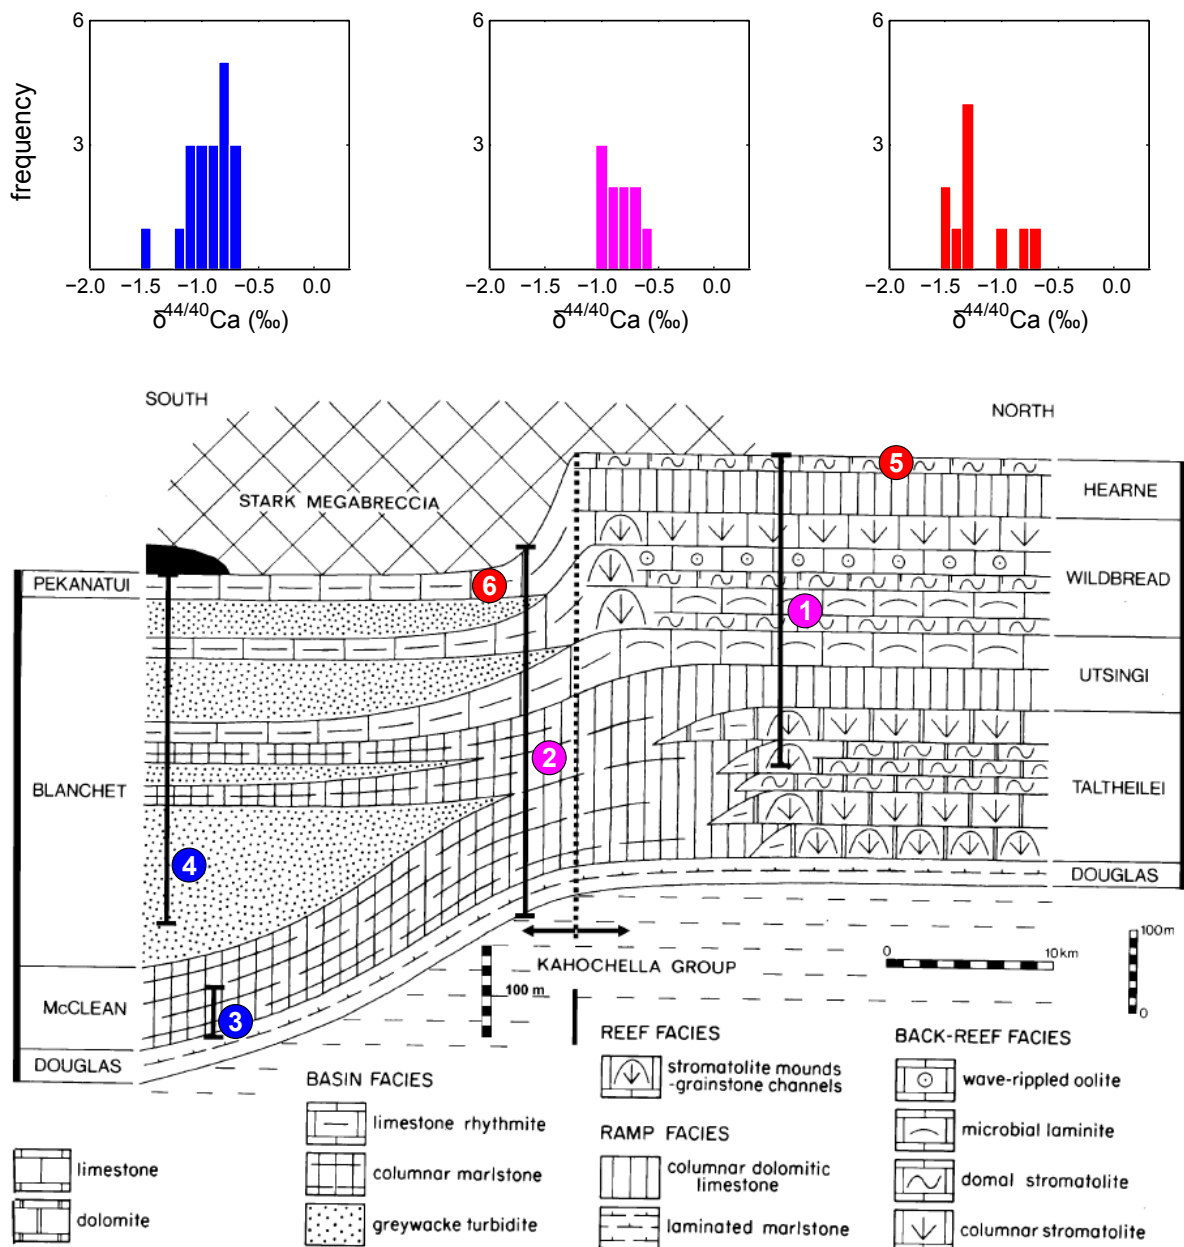 6
6
6
frequency
3
3
3
−2.0 −1.5 −1.0 −0.5 0.0
−2.0 −1.5 −1.0 −0.5 0.0
−2.0 −1.5 −1.0 −0.5 0.0
δ44/40Ca (‰)
δ44/40Ca (‰)
δ44/40Ca (‰)
SOUTH
NORTH
STARK MEGABRECCIA
5
HEARNE
PEKANATUI
6
WILDBREAD
1
UTSINGI
2
BLANCHET
TALTHEILEI
4
DOUGLAS
0 10km
100m
0
KAHOCHELLA GROUP
100 m
McCLEAN
3
DOUGLAS
BASIN FACIES
limestone rhythmite
columnar marlstone
greywacke turbidite
limestone
dolomite
REEF FACIES
stromatolite mounds
-grainstone channels
RAMP FACIES
columnar dolomitic
limestone
laminated marlstone
BACK-REEF FACIES
wave-rippled oolite
microbial laminite
domal stromatolite
columnar stromatolite